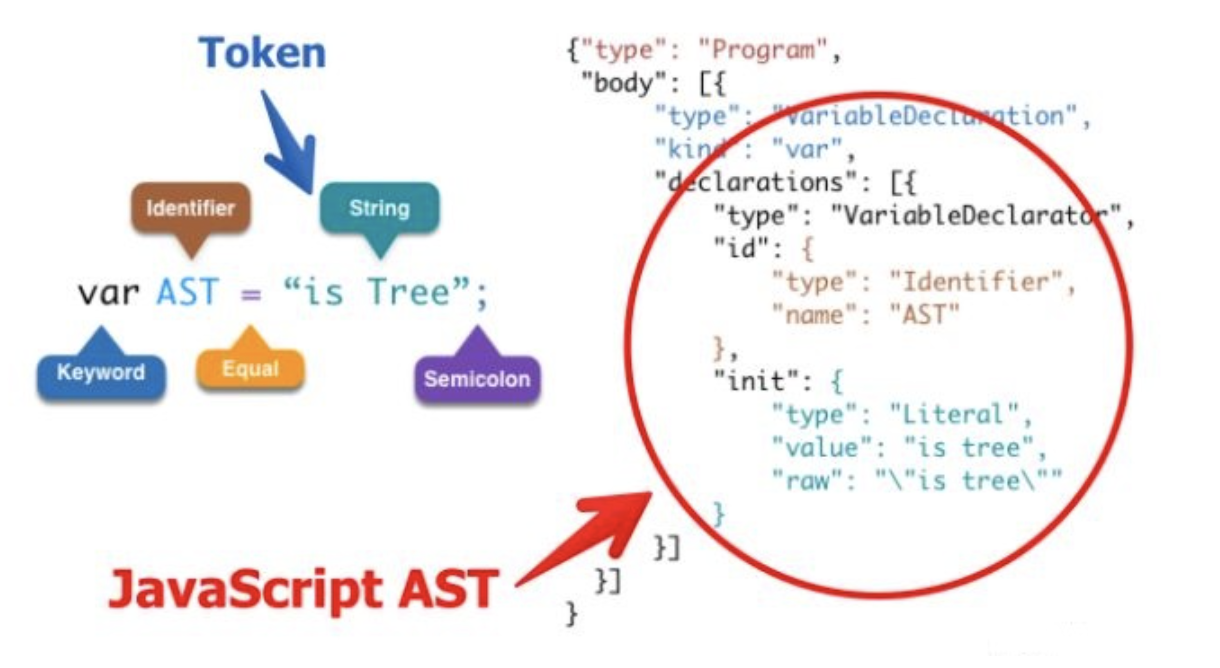 Token
Identifier
String
var AST = “is Tree”;
Keyword
Equal
Semicolon
JavaScript AST
{"type": "Program",
"body": [{
"type": "VariableDeclaration",
"kind": "var",
"declarations": [{
"type": "VariableDeclarator",
"id": {
"type": "Identifier",
"name": "AST"
},
"init": {
"type": "Literal",
"value": "is tree",
"raw": "\"is tree\""
}
}]
}]
}